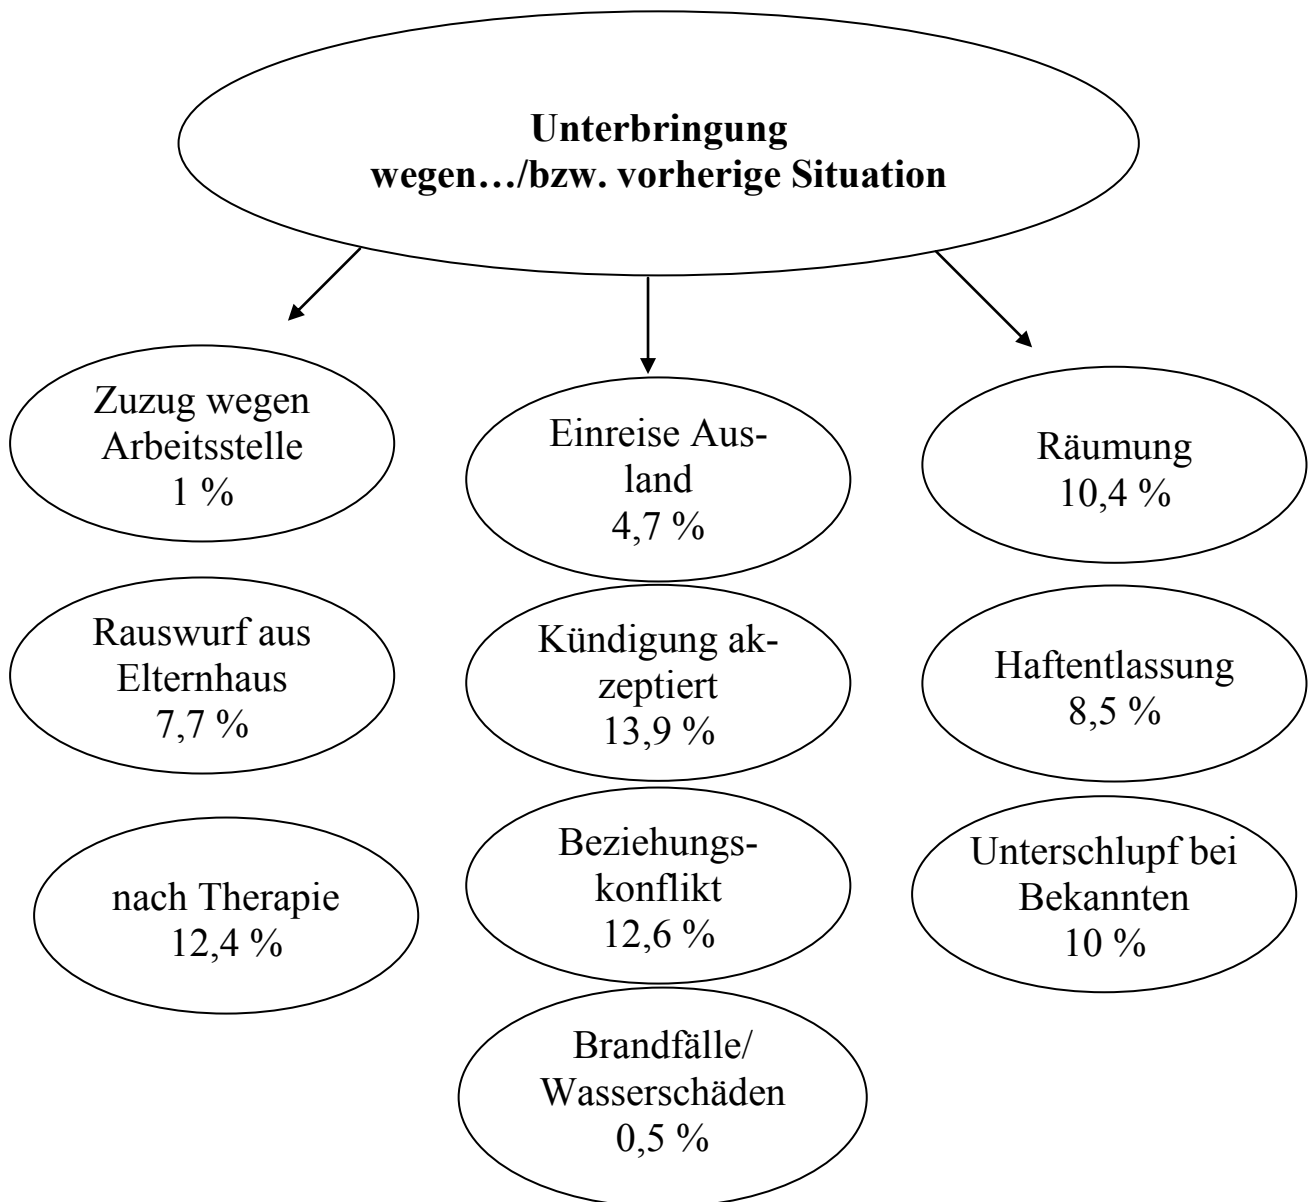 Unterbringung
wegen…/bzw. vorherige Situation
Zuzug wegen
Arbeitsstelle
1 %
Einreise Aus-
land
4,7 %
Räumung
10,4 %
Rauswurf aus
Elternhaus
7,7 %
Kündigung ak-
zeptiert
13,9 %
Haftentlassung
8,5 %
nach Therapie
12,4 %
Beziehungs-
konflikt
12,6 %
Unterschlupf bei
Bekannten
10 %
Brandfälle/
Wasserschäden
0,5 %